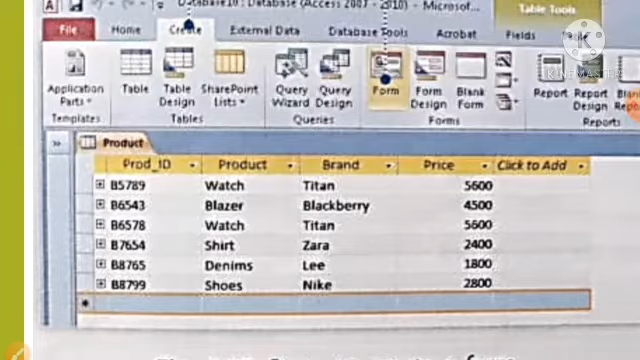 Database10 : Database (Access 2007 - 2010) - Microsof...
Table Tools
File Home Create External Data Database Tools Acrobat Fields
KINEMASTER
Application Parts Table Table Design SharePoint Lists Query Wizard Query Design Form Form Design Blank Form Report Report Design
Templates Tables Queries Forms Reports
Product
Prod_ID Product Brand Price Click to Add
B5789 Watch Titan 5600
B6543 Blazer Blackberry 4500
B6578 Watch Titan 5600
B7654 Shirt Zara 2400
B8765 Denims Lee 1800
B8799 Shoes Nike 2800